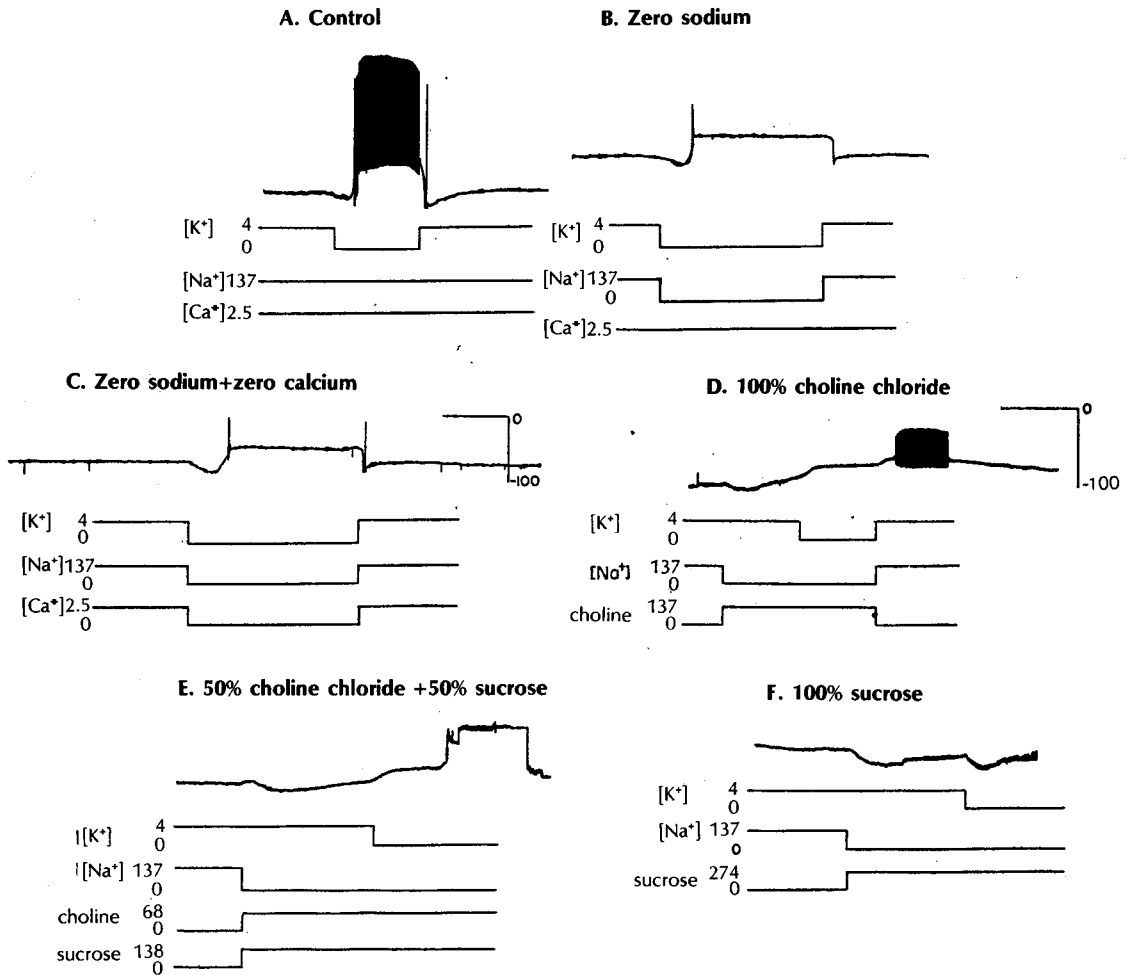 A. Control
B. Zero sodium
[K⁺] 4
0
[Na⁺]137
[Ca*]2.5
[K⁺] 4
0
[Na⁺]137
0
[Ca*]2.5
C. Zero sodium+zero calcium
0
-100
[K⁺] 4
0
[Na⁺]137
0
[Ca*]2.5
0
D. 100% choline chloride
0
-100
[K⁺] 4
0
[Na⁺] 137
0
choline 137
0
E. 50% choline chloride +50% sucrose
[K⁺] 4
0
[Na⁺] 137
0
choline 68
0
sucrose 138
0
F. 100% sucrose
[K⁺] 4
0
[Na⁺] 137
0
sucrose 274
0